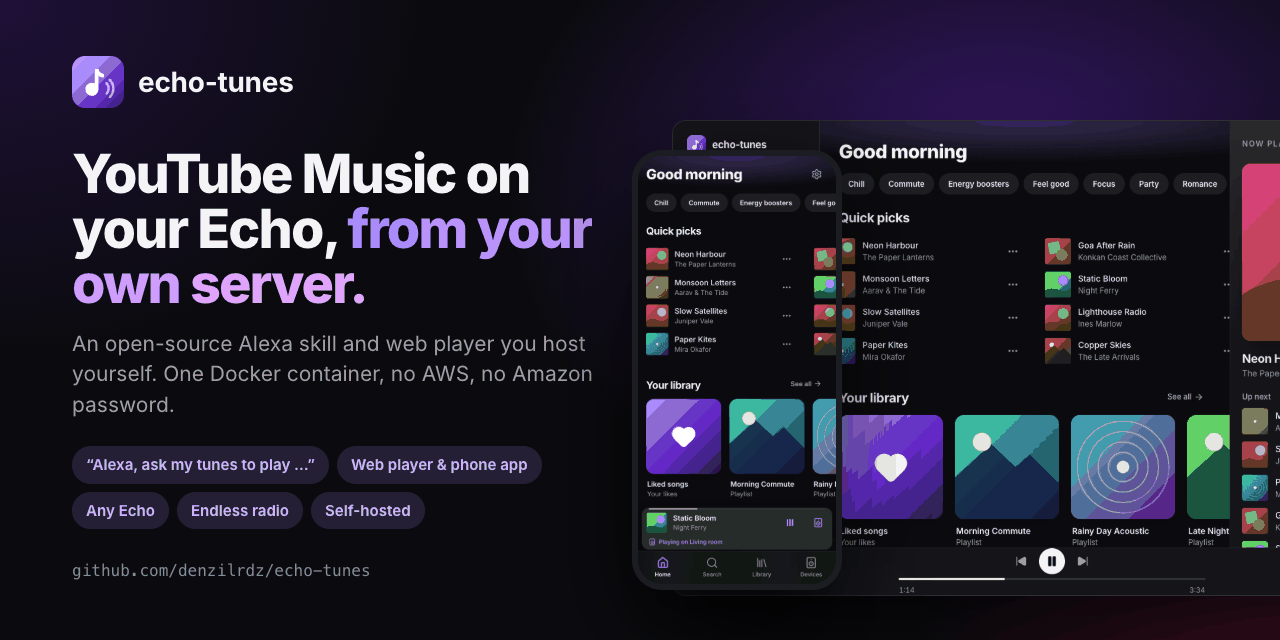 echo-tunes
YouTube Music on
your Echo, from your
own server.
An open-source Alexa skill and web player you host
yourself. One Docker container, no AWS, no Amazon
password.
“Alexa, ask my tunes to play ...”
Web player & phone app
Any Echo
Endless radio
Self-hosted
github.com/denzilrdz/echo-tunes
Good morning
Chill
Commute
Energy boosters
Feel go
Quick picks
Neon Harbour
The Paper Lanterns
Monsoon Letters
Aarav & The Tide
Slow Satellites
Juniper Vale
Paper Kites
Mira Okafor
Your library
See all →
Liked songs
Your likes
Morning Commute
Playlist
Rainy
Playlis
Static Bloom
Night Ferry
Playing on Living room
Home
Search
Library
Devices
echo-tunes
Good morning
Chill
Commute
Energy boosters
Feel good
Focus
Party
Romance
Quick picks
Neon Harbour
The Paper Lanterns
Monsoon Letters
Aarav & The Tide
Slow Satellites
Juniper Vale
Paper Kites
Mira Okafor
Goa After Rain
Konkan Coast Collective
Static Bloom
Night Ferry
Lighthouse Radio
Ines Marlow
Copper Skies
The Late Arrivals
Your library
See all →
Liked songs
Your likes
Morning Commute
Playlist
Rainy Day Acoustic
Playlist
Late Night
Playlist
1:14
3:34
NOW PLA
Neon H
The Pape
Up next